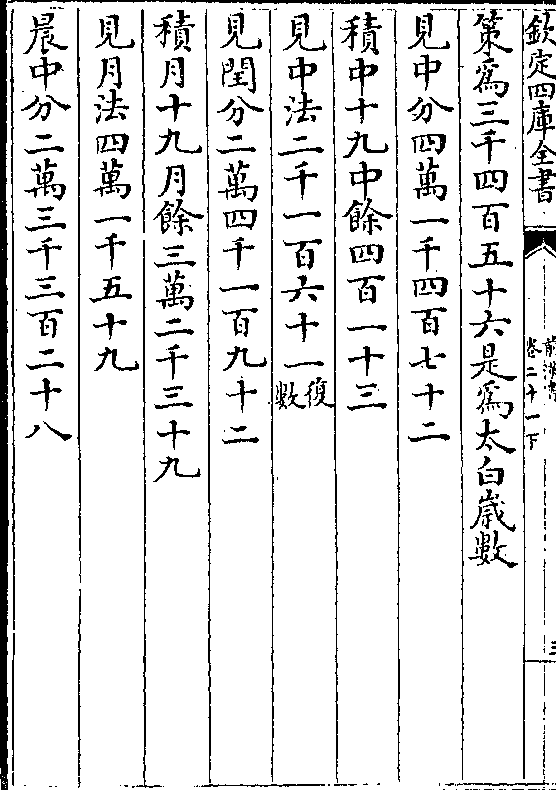 欽定四庫全書
卷二十一下
策爲三千四百五十六是爲太白歲數
見中分四萬一千四百七十二
積中十九中餘四百一十三
見中法二千一百六十一復數
見閏分二萬四千一百九十二
積月十九月餘三萬二千三十九
見月法四萬一千五十九
晨中分二萬三千三百二十八